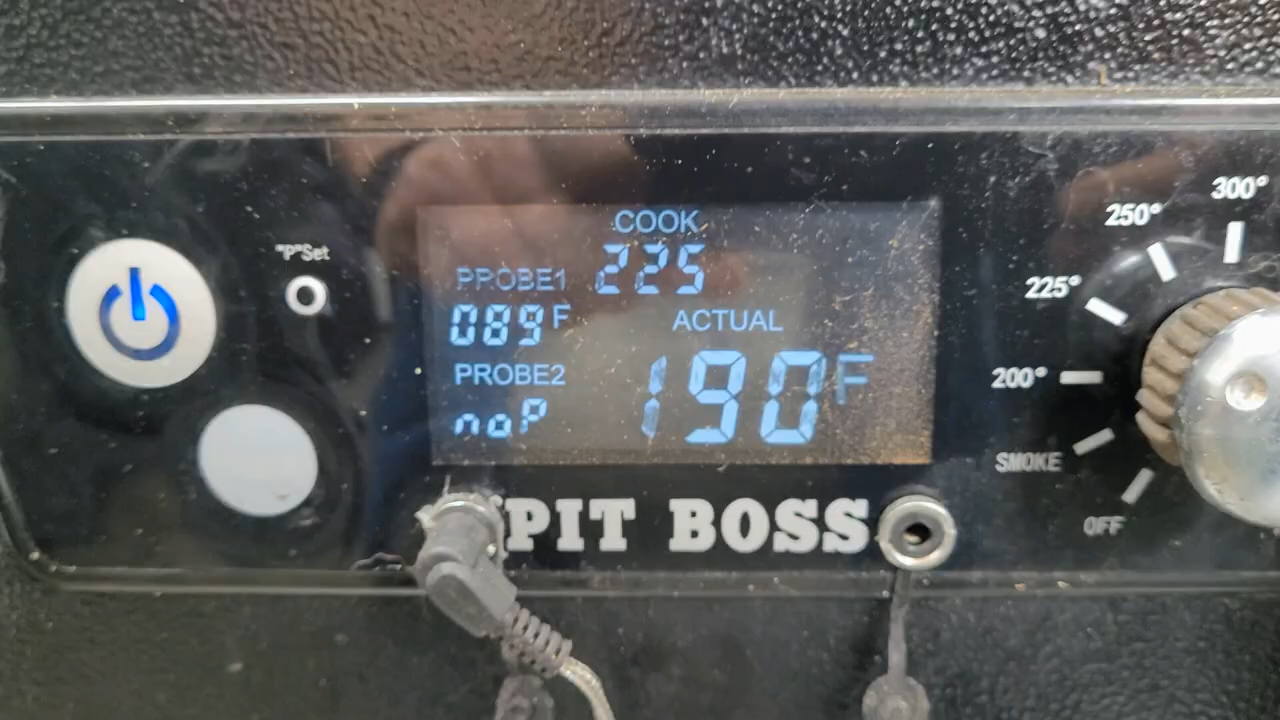 "P"Set
COOK
225
PROBE1
089F
ACTUAL
190F
PROBE2
noP
PIT BOSS
300°
250°
225°
200°
SMOKE
OFF